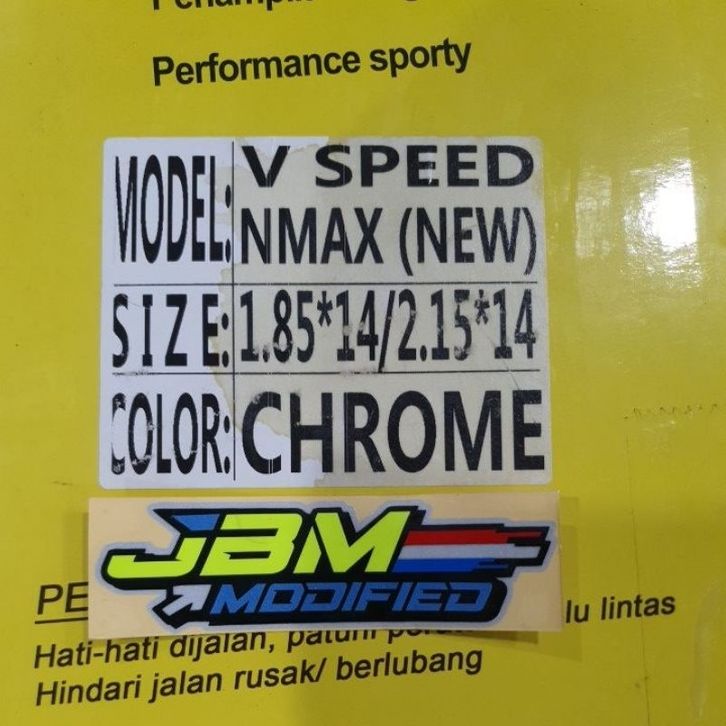 Performance sporty
MODEL: V SPEED
NMAX (NEW)
SIZE: 1.85*14/2.15*14
COLOR: CHROME
JBM
MODIFIED
PE lu lintas
Hati-hati dijalan, patuhi
Hindari jalan rusak/ berlubang